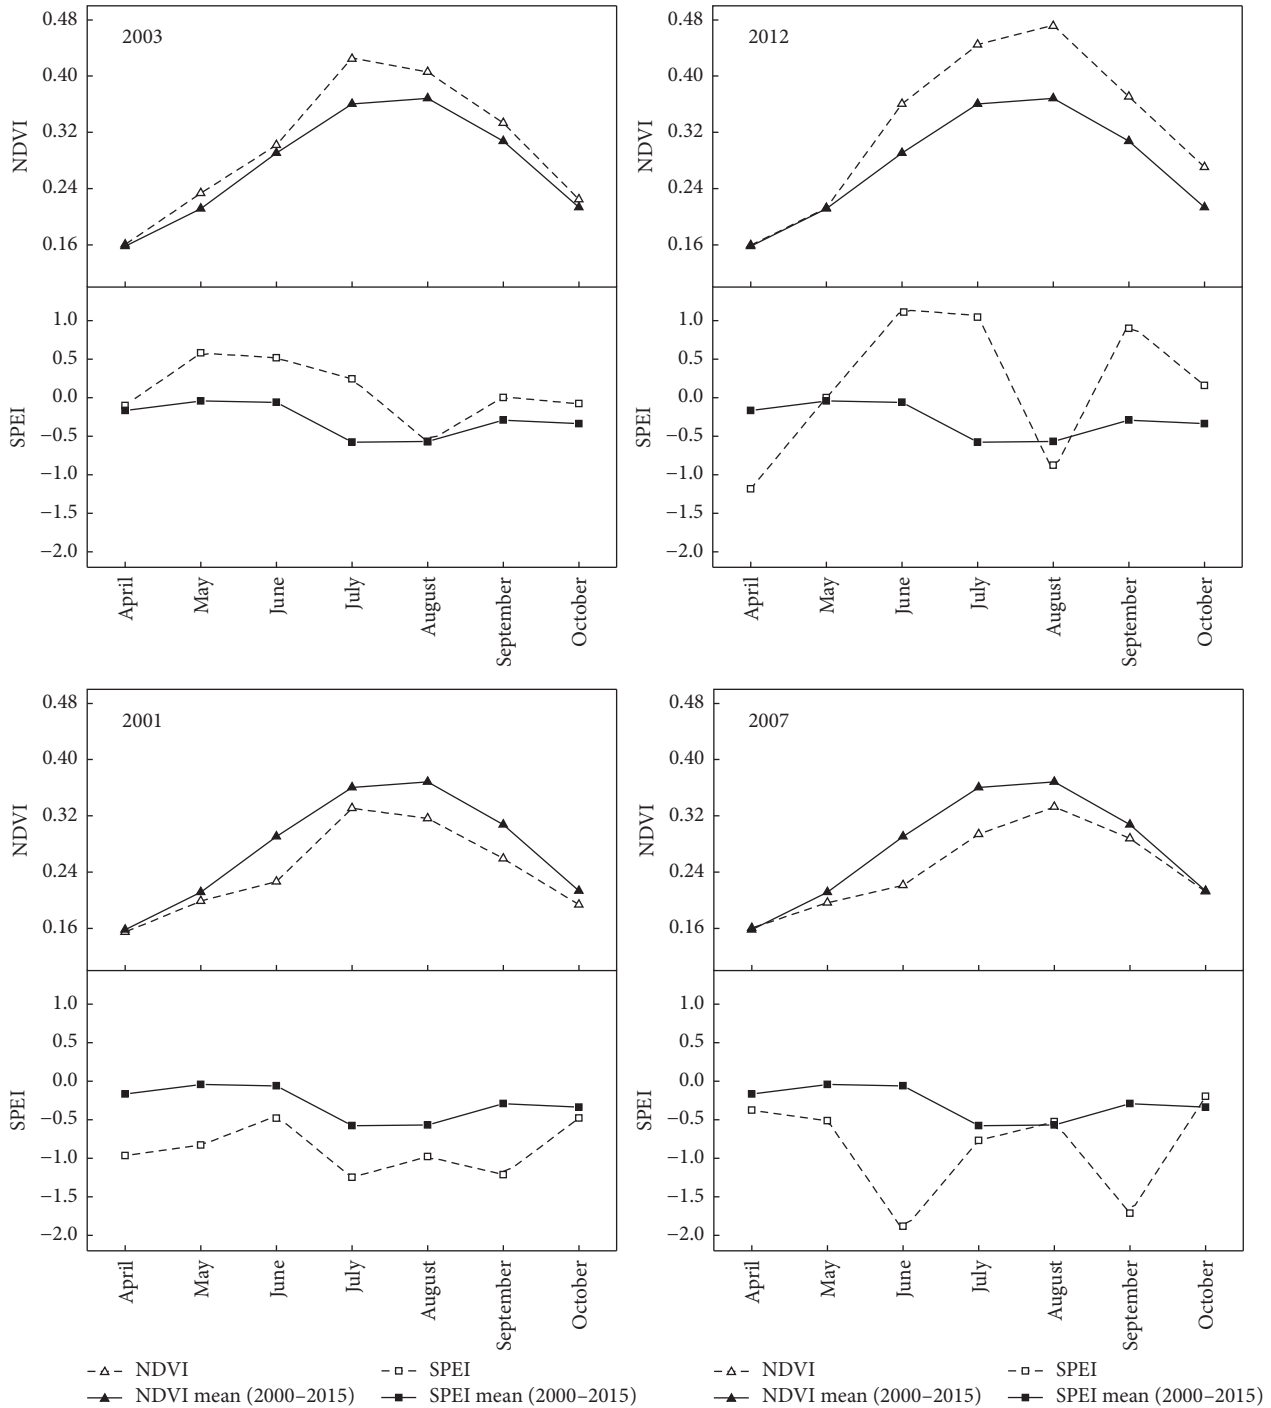 2003
0.48
0.40
0.32
0.24
0.16
NDVI
1.0
0.5
0.0
−0.5
−1.0
−1.5
−2.0
SPEI
April
May
June
July
August
September
October
2012
0.48
0.40
0.32
0.24
0.16
NDVI
1.0
0.5
0.0
−0.5
−1.0
−1.5
−2.0
SPEI
April
May
June
July
August
September
October
2001
0.48
0.40
0.32
0.24
0.16
NDVI
1.0
0.5
0.0
−0.5
−1.0
−1.5
−2.0
SPEI
April
May
June
July
August
September
October
2007
0.48
0.40
0.32
0.24
0.16
NDVI
1.0
0.5
0.0
−0.5
−1.0
−1.5
−2.0
SPEI
April
May
June
July
August
September
October
NDVI
NDVI mean (2000–2015)
SPEI
SPEI mean (2000–2015)
NDVI
NDVI mean (2000–2015)
SPEI
SPEI mean (2000–2015)